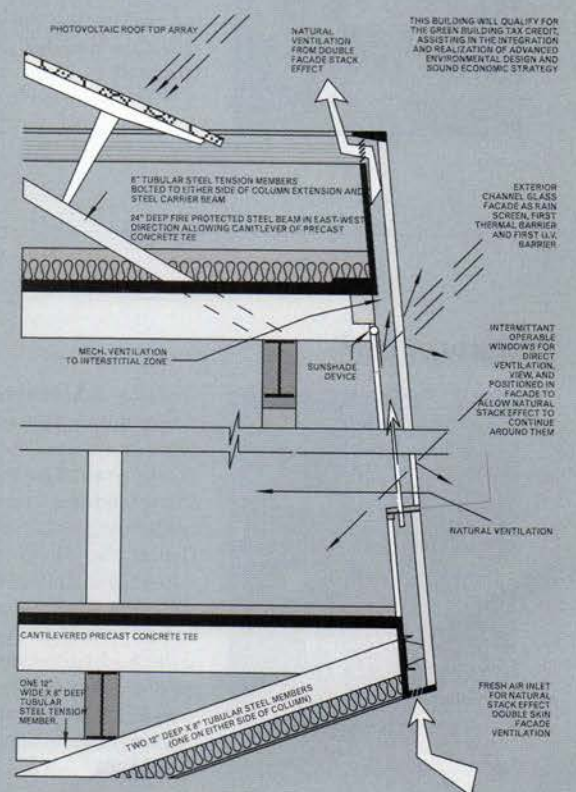 PHOTOVOLTAIC ROOF TOP ARRAY
NATURAL
VENTILATION
FROM DOUBLE
FACADE STACK
EFFECT
THIS BUILDING WILL QUALIFY FOR
THE GREEN BUILDING TAX CREDIT,
ASSISTING IN THE INTEGRATION
AND REALIZATION OF ADVANCED
ENVIRONMENTAL DESIGN AND
SOUND ECONOMIC STRATEGY
6" TUBULAR STEEL TENSION MEMBERS
BOLTED TO EITHER SIDE OF COLUMN EXTENSION AND
STEEL CARRIER BEAM
24" DEEP FIRE PROTECTED STEEL BEAM IN EAST-WEST
DIRECTION ALLOWING CANTILEVER OF PRECAST
CONCRETE TEE
EXTERIOR
CHANNEL GLASS
FACADE AS RAIN
SCREEN, FIRST
THERMAL BARRIER
AND FIRST U.V.
BARRIER
MECH. VENTILATION
TO INTERSTITIAL ZONE
SUNSHADE
DEVICE
INTERMITTANT
OPERABLE
WINDOWS FOR
DIRECT
VENTILATION,
VIEW, AND
POSITIONED IN
FACADE TO
ALLOW NATURAL
STACK EFFECT TO
CONTINUE
AROUND THEM
NATURAL VENTILATION
CANTILEVERED PRECAST CONCRETE TEE
ONE 12"
WIDE X 8" DEEP
TUBULAR
STEEL TENSION
MEMBER.
TWO 12" DEEP X 8" TUBULAR STEEL MEMBERS
(ONE ON EITHER SIDE OF COLUMN)
FRESH AIR INLET
FOR NATURAL
STACK EFFECT
DOUBLE SKIN
FACADE
VENTILATION